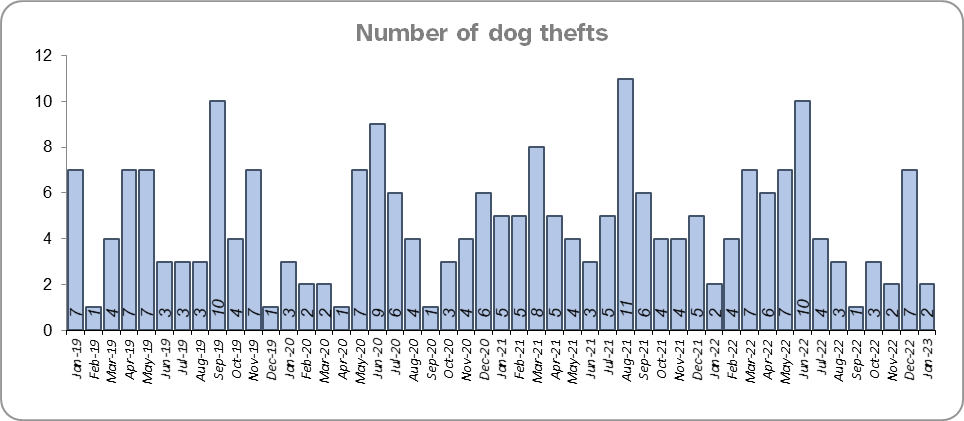 Number of dog thefts
12
10
8
6
4
2
0
7 1 4 7 7 3 3 3 10 4 7 1 3 2 2 1 7 9 6 4 1 3 4 6 5 5 8 5 4 3 5 11 6 4 4 5 2 4 7 6 7 10 4 3 1 3 2 7 2
Jan-19 Feb-19 Mar-19 Apr-19 May-19 Jun-19 Jul-19 Aug-19 Sep-19 Oct-19 Nov-19 Dec-19 Jan-20 Feb-20 Mar-20 Apr-20 May-20 Jun-20 Jul-20 Aug-20 Sep-20 Oct-20 Nov-20 Dec-20 Jan-21 Feb-21 Mar-21 Apr-21 May-21 Jun-21 Jul-21 Aug-21 Sep-21 Oct-21 Nov-21 Dec-21 Jan-22 Feb-22 Mar-22 Apr-22 May-22 Jun-22 Jul-22 Aug-22 Sep-22 Oct-22 Nov-22 Dec-22 Jan-23